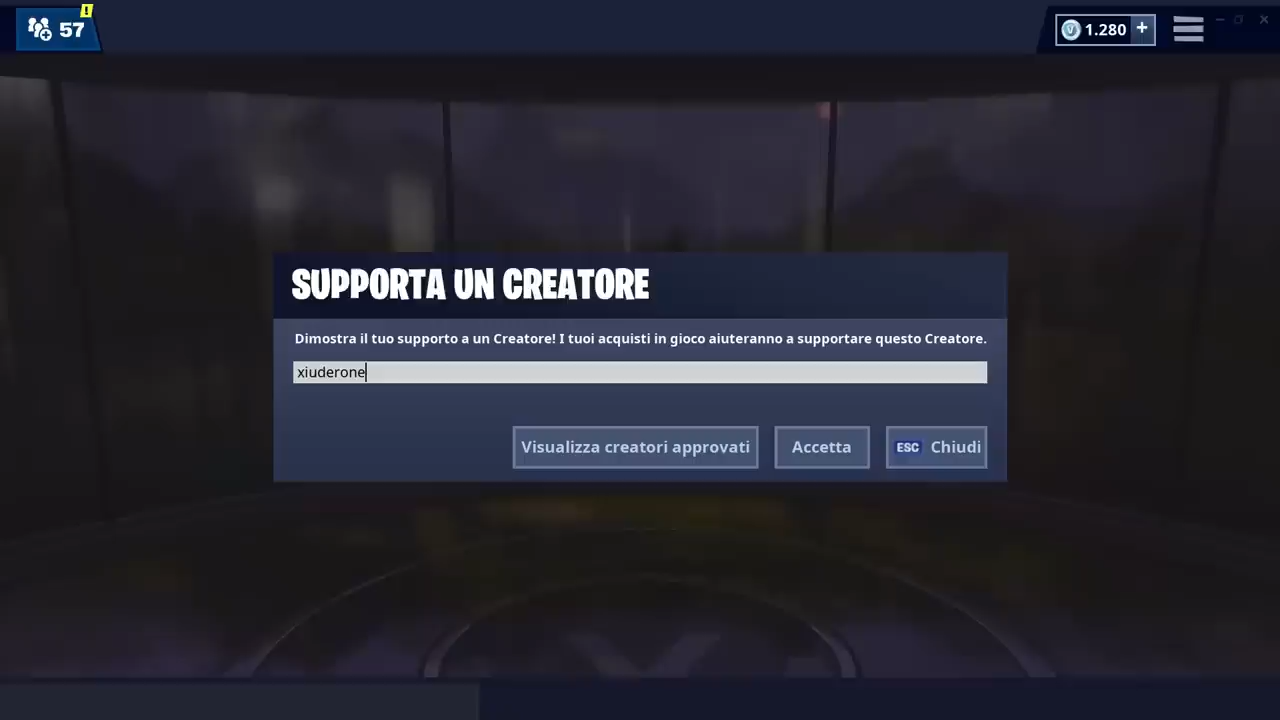 57
!
1.280 +
SUPPORTA UN CREATORE
Dimostra il tuo supporto a un Creatore! I tuoi acquisti in gioco aiuteranno a supportare questo Creatore.
xiuderone
Visualizza creatori approvati
Accetta
ESC Chiudi